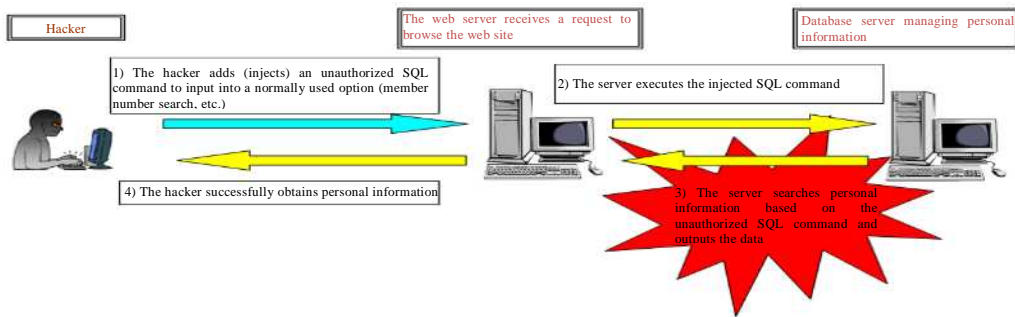 Hacker
The web server receives a request to
browse the web site
Database server managing personal
information
1) The hacker adds (injects) an unauthorized SQL
command to input into a normally used option (member
number search, etc.)
2) The server executes the injected SQL command
4) The hacker successfully obtains personal information
3) The server searches personal
information based on the
unauthorized SQL command and
outputs the data